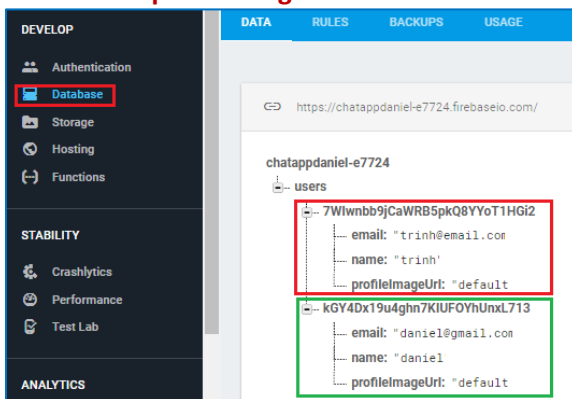 DEVELOP
Authentication
Database
Storage
Hosting
Functions
STABILITY
Crashlytics
Performance
Test Lab
ANALYTICS
DATA RULES BACKUPS USAGE
https://chatappdaniel-e7724.firebaseio.com/
chatappdaniel-e7724
users
7WIwnbb9jCaWRB5pkQ8YYoT1HGi2
email: "trinh@email.com
name: "trinh'
profileImageUrl: "default
kGY4Dx19u4ghn7KIUFOYhUnxL713
email: "daniel@gmail.com
name: "daniel
profileImageUrl: "default